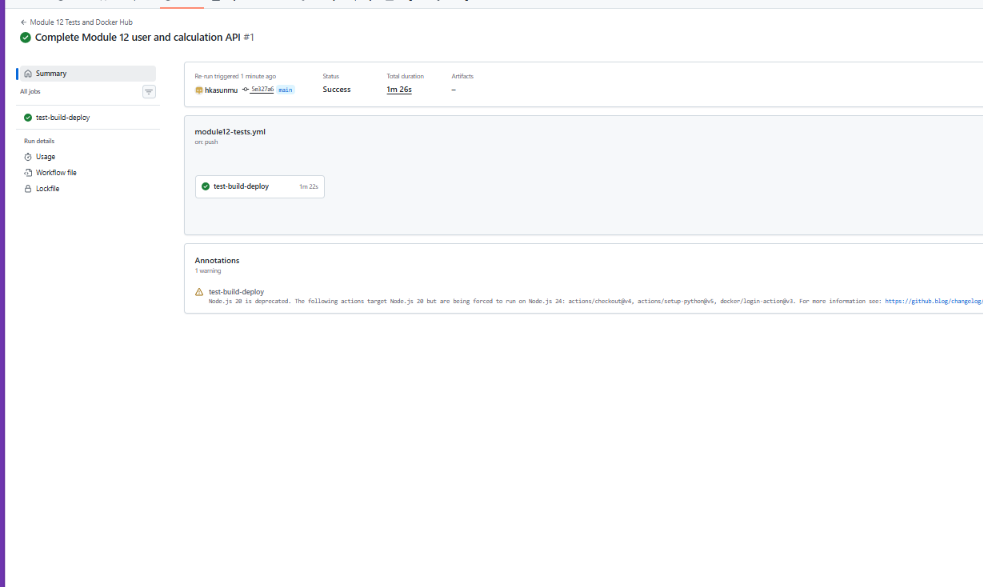 ← Module 12 Tests and Docker Hub
Complete Module 12 user and calculation API #1
Summary
All jobs
test-build-deploy
Run details
Usage
Workflow file
Lockfile
Re-run triggered 1 minute ago
hkasunmu 5e327a6 main
Status
Success
Total duration
1m 26s
Artifacts
–
module12-tests.yml
on: push
test-build-deploy 1m 22s
Annotations
1 warning
test-build-deploy
Node.js 20 is deprecated. The following actions target Node.js 20 but are being forced to run on Node.js 24: actions/checkout@v4, actions/setup-python@v5, docker/login-action@v3. For more information see: https://github.blog/changelog/